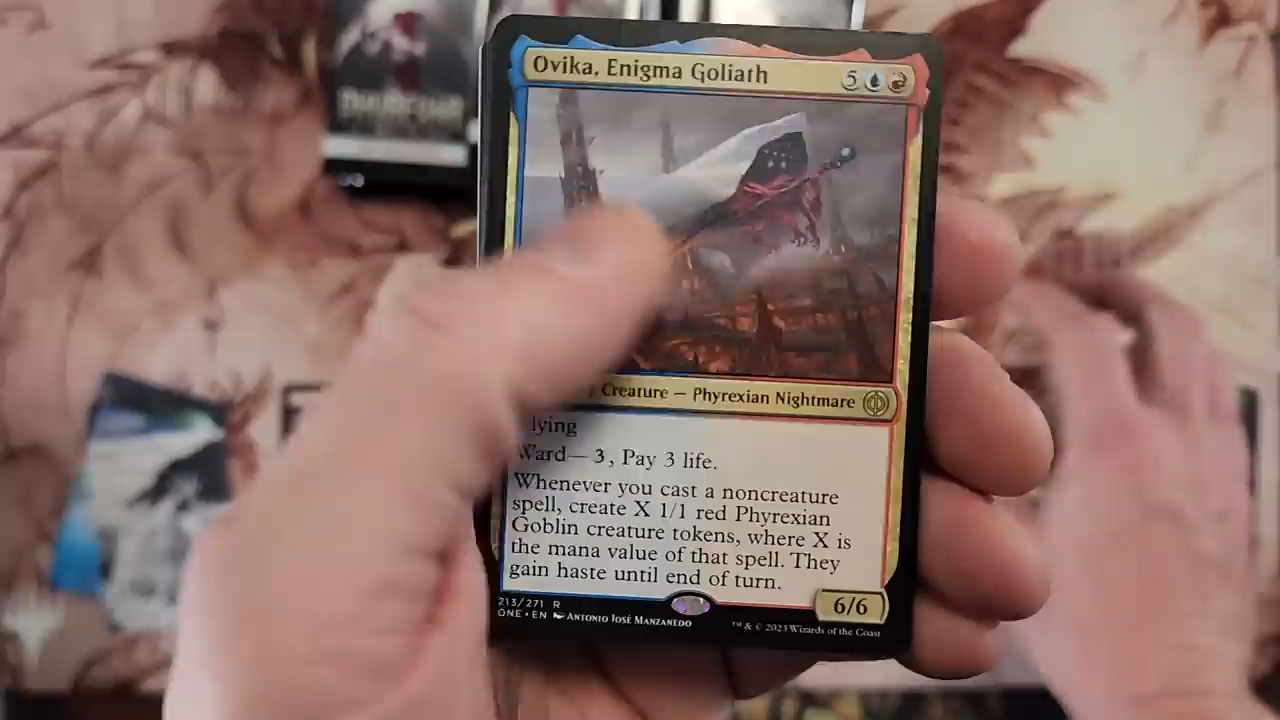 Ovika, Enigma Goliath 5
Creature — Phyrexian Nightmare
lying
Ward—3, Pay 3 life.
Whenever you cast a noncreature
spell, create X 1/1 red Phyrexian
Goblin creature tokens, where X is
the mana value of that spell. They
gain haste until end of turn.
6/6
213/271 R
ONE • EN Antonio José Manzanedo
™ & © 2023 Wizards of the Coast